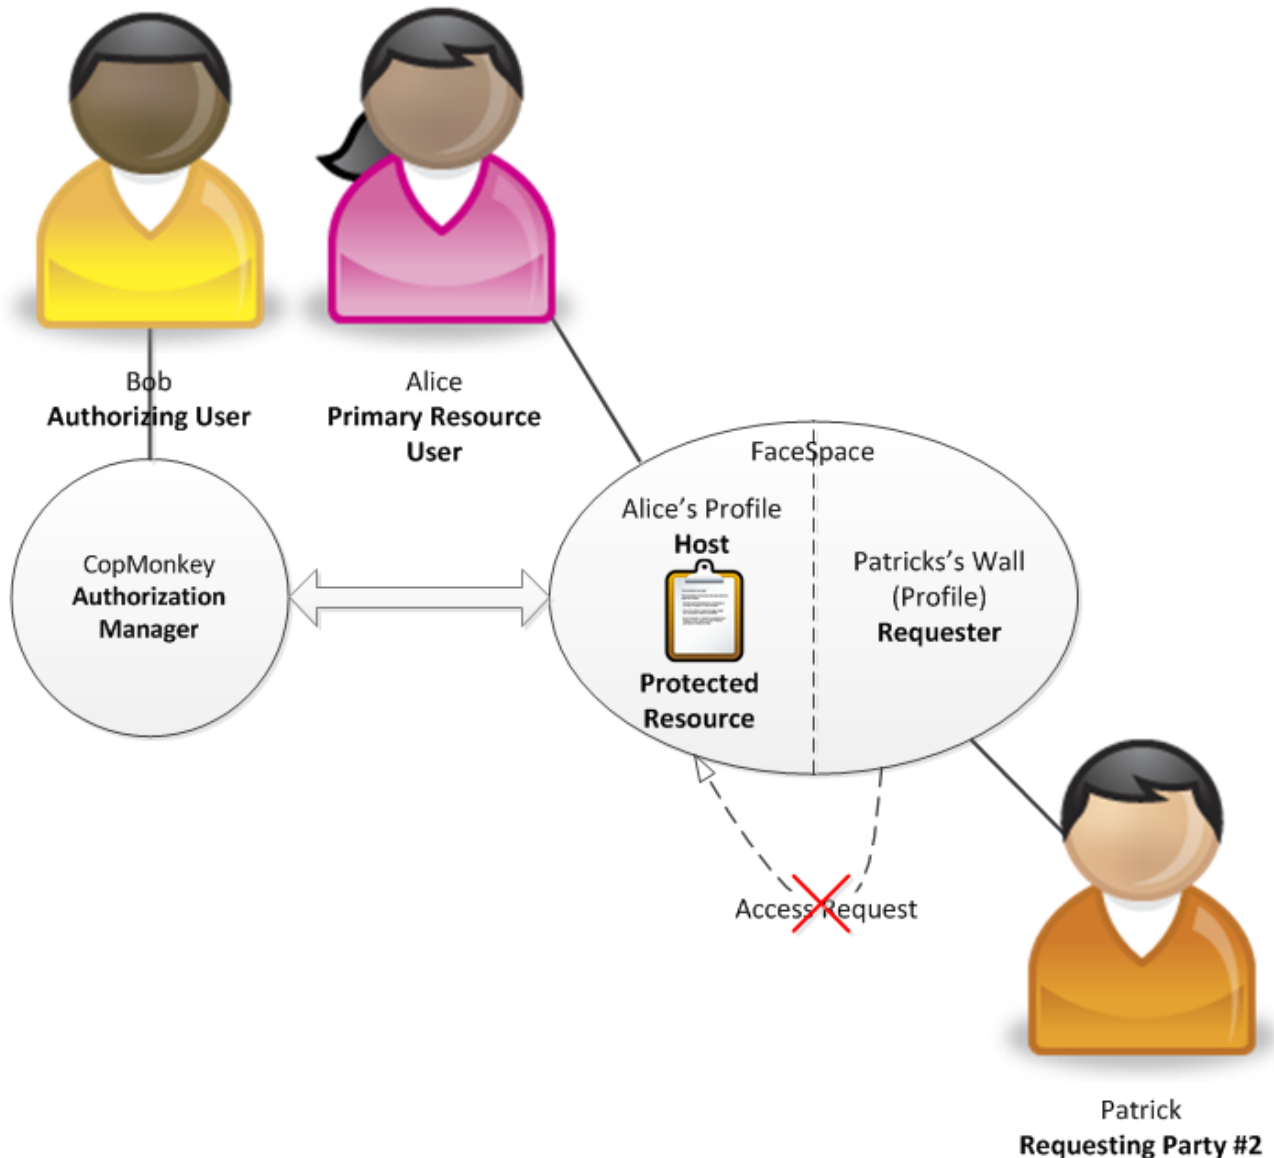 Bob
Authorizing User
Alice
Primary Resource
User
CopMonkey
Authorization
Manager
FaceSpace
Alice's Profile
Host
Protected
Resource
Patricks's Wall
(Profile)
Requester
Access Request
Patrick
Requesting Party #2